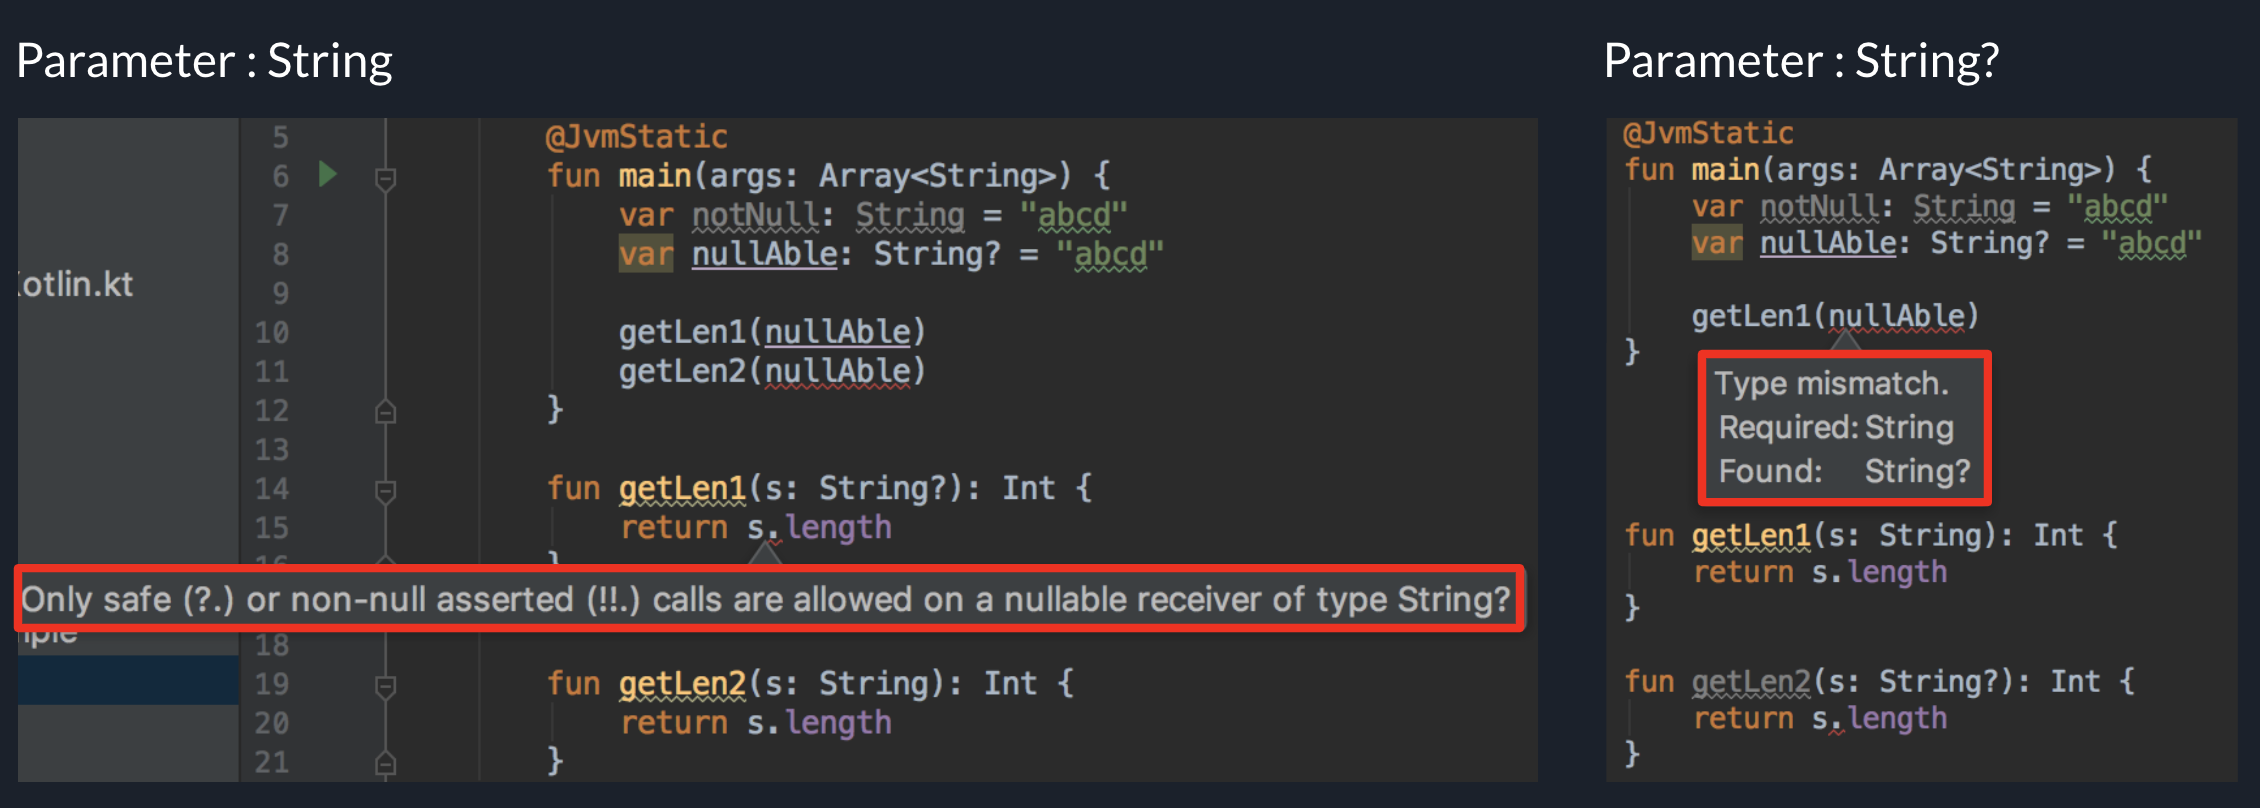 Parameter : String
5 @JvmStatic
6 fun main(args: Array<String>) {
7 var notNull: String = "abcd"
8 var nullAble: String? = "abcd"
9
otlin.kt
10 getLen1(nullAble)
11 getLen2(nullAble)
12 }
13
14 fun getLen1(s: String?): Int {
15 return s.length
Only safe (?.) or non-null asserted (!!.) calls are allowed on a nullable receiver of type String?
18
19 fun getLen2(s: String): Int {
20 return s.length
21 }
Parameter : String?
@JvmStatic
fun main(args: Array<String>) {
var notNull: String = "abcd"
var nullAble: String? = "abcd"
getLen1(nullAble)
}
Type mismatch.
Required: String
Found: String?
fun getLen1(s: String): Int {
return s.length
}
fun getLen2(s: String?): Int {
return s.length
}